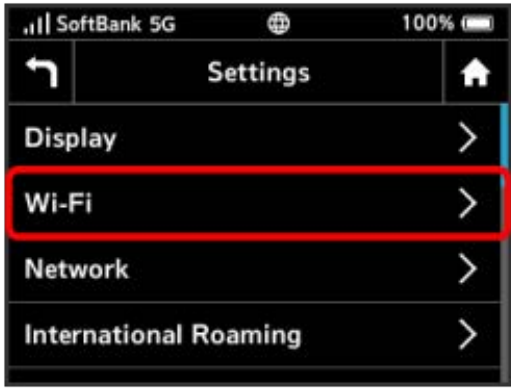 SoftBank 5G 100%
Settings
Display
Wi-Fi
Network
International Roaming